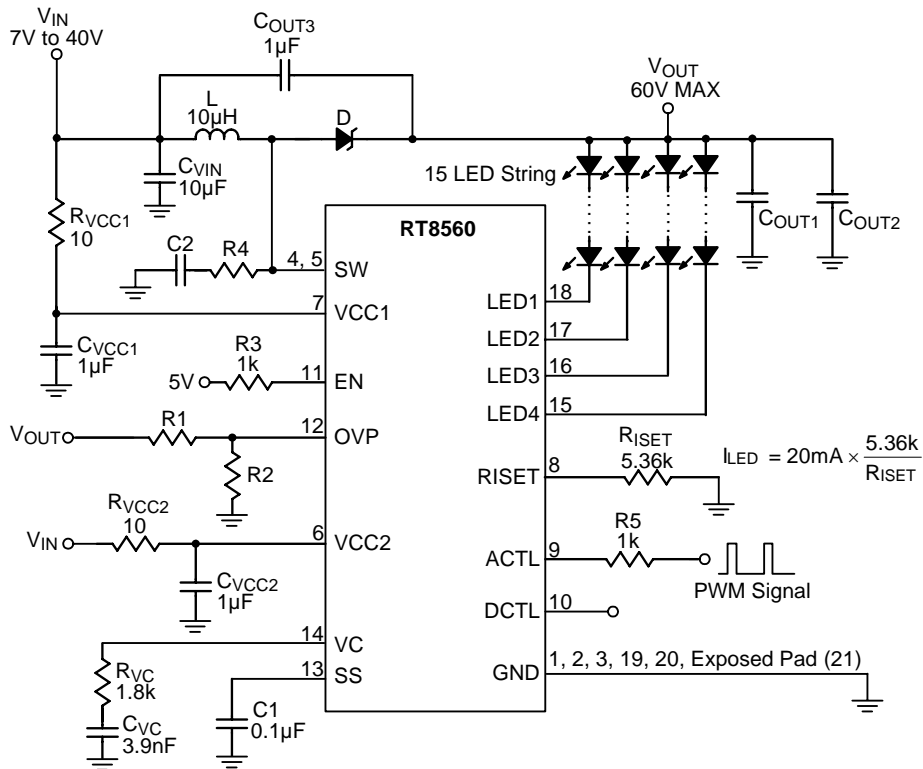 VIN
7V to 40V
COUT3
1µF
VOUT
60V MAX
L
10µH
D
CVIN
10µF
15 LED String
RVCC1
10
COUT1
COUT2
RT8560
C2
R4
4, 5
SW
LED1
18
7
VCC1
LED2
17
CVCC1
1µF
R3
1k
5V
11
EN
LED3
16
LED4
15
VOUT
R1
12
OVP
R2
RISET
5.36k
8
RISET
ILED = 20mA × 5.36k
RISET
RVCC2
10
VIN
6
VCC2
CVCC2
1µF
ACTL
9
R5
1k
PWM Signal
DCTL
10
14
VC
RVC
1.8k
13
SS
GND
1, 2, 3, 19, 20, Exposed Pad (21)
CVC
3.9nF
C1
0.1µF